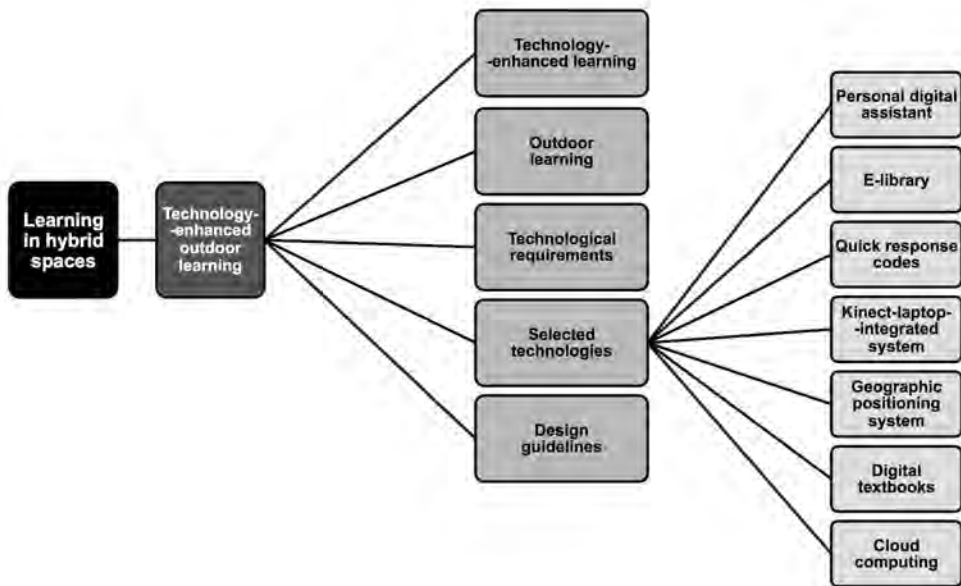 Learning
in hybrid
spaces
Technology-
-enhanced
outdoor
learning
Technology-
-enhanced learning
Outdoor
learning
Technological
requirements
Selected
technologies
Design
guidelines
Personal digital
assistant
E-library
Quick response
codes
Kinect-laptop-
-integrated
system
Geographic
positioning
system
Digital
textbooks
Cloud
computing